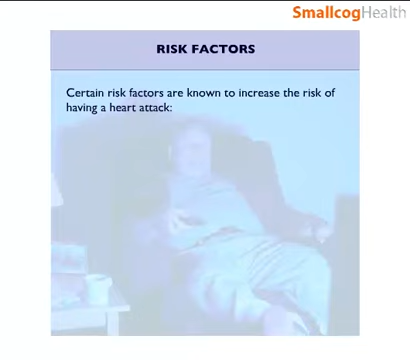 SmallcogHealth
RISK FACTORS
Certain risk factors are known to increase the risk of
having a heart attack: